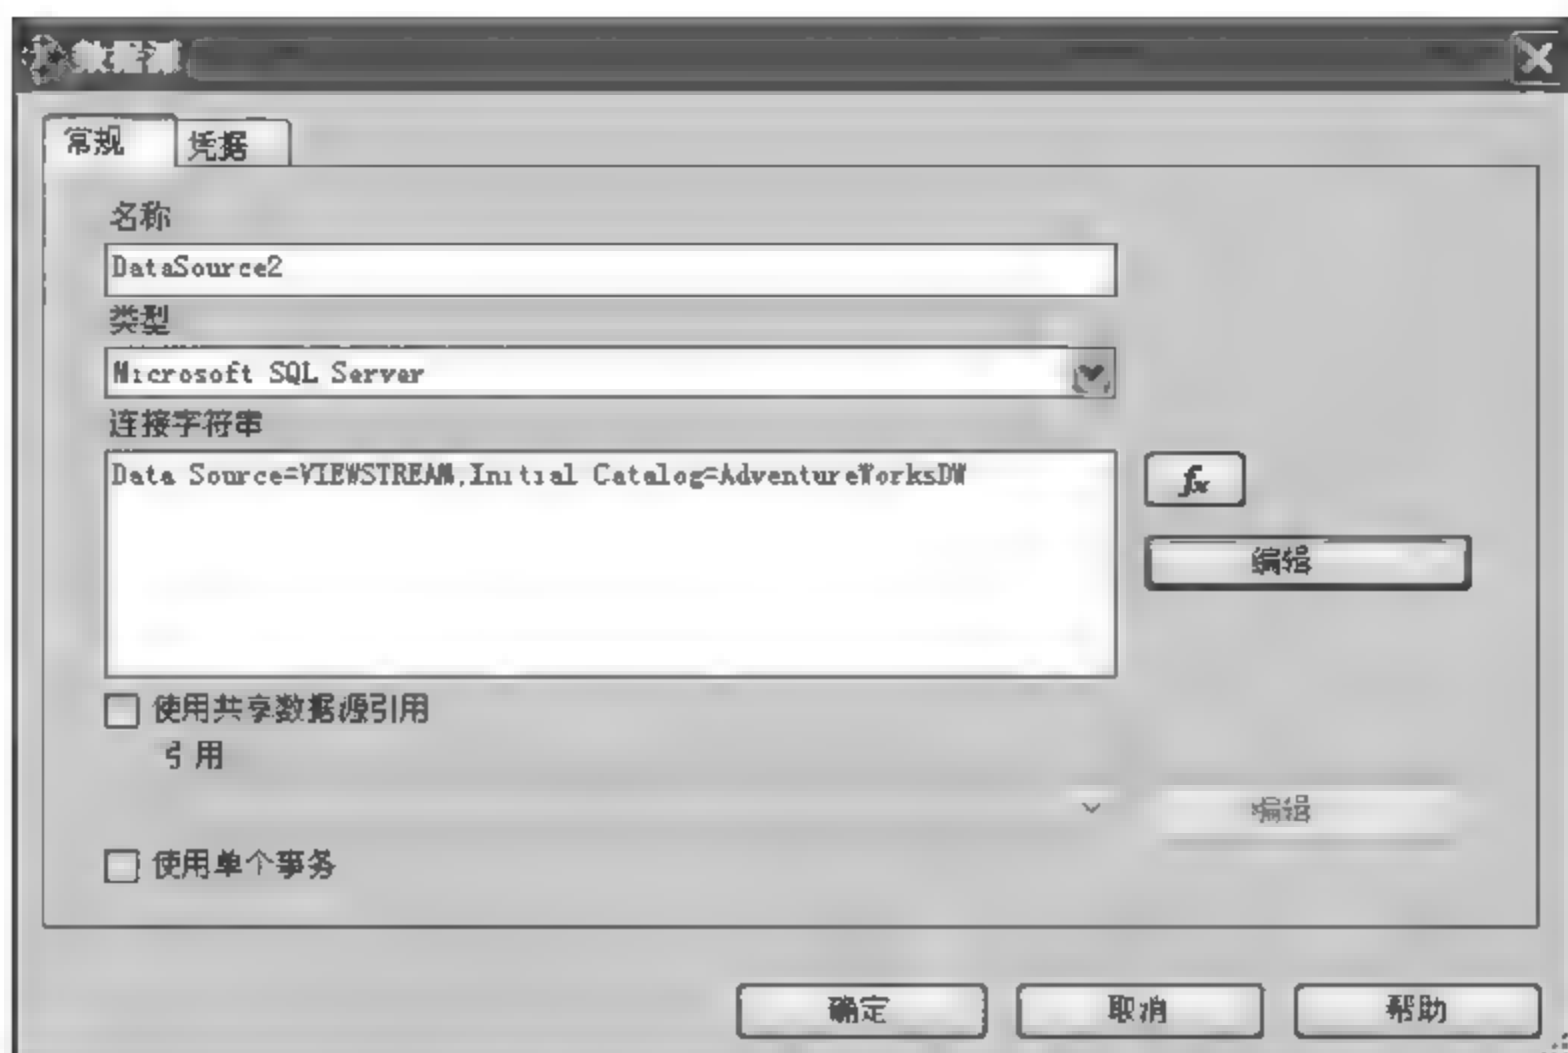 数据源
常规 凭据
名称
DataSource2
类型
Microsoft SQL Server
连接字符串
Data Source=VIEWSTREAM;Initial Catalog=AdventureWorksDW
fx
编辑
使用共享数据源引用
引用
编辑
使用单个事务
确定 取消 帮助